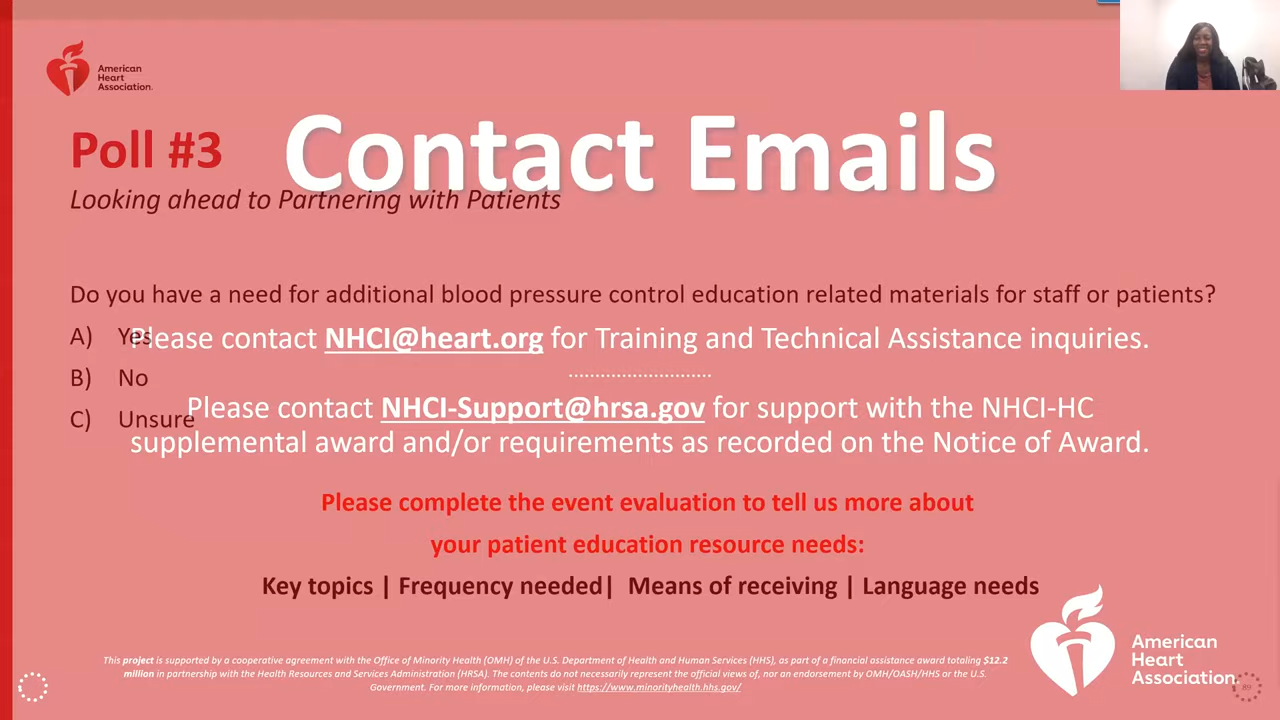 American
Heart
Association.
Contact Emails
Poll #3
Looking ahead to Partnering with Patients
Do you have a need for additional blood pressure control education related materials for staff or patients?
A) Yes
Please contact NHCI@heart.org for Training and Technical Assistance inquiries.
B) No
Please contact NHCI-Support@hrsa.gov for support with the NHCI-HC
C) Unsure
supplemental award and/or requirements as recorded on the Notice of Award.
Please complete the event evaluation to tell us more about
your patient education resource needs:
Key topics | Frequency needed| Means of receiving | Language needs
This project is supported by a cooperative agreement with the Office of Minority Health (OMH) of the U.S. Department of Health and Human Services (HHS), as part of a financial assistance award totaling $12.2
million in partnership with the Health Resources and Services Administration (HRSA). The contents do not necessarily represent the official views of, nor an endorsement by OMH/OASH/HHS or the U.S.
Government. For more information, please visit https://www.minorityhealth.hhs.gov/
American
Heart
Association.